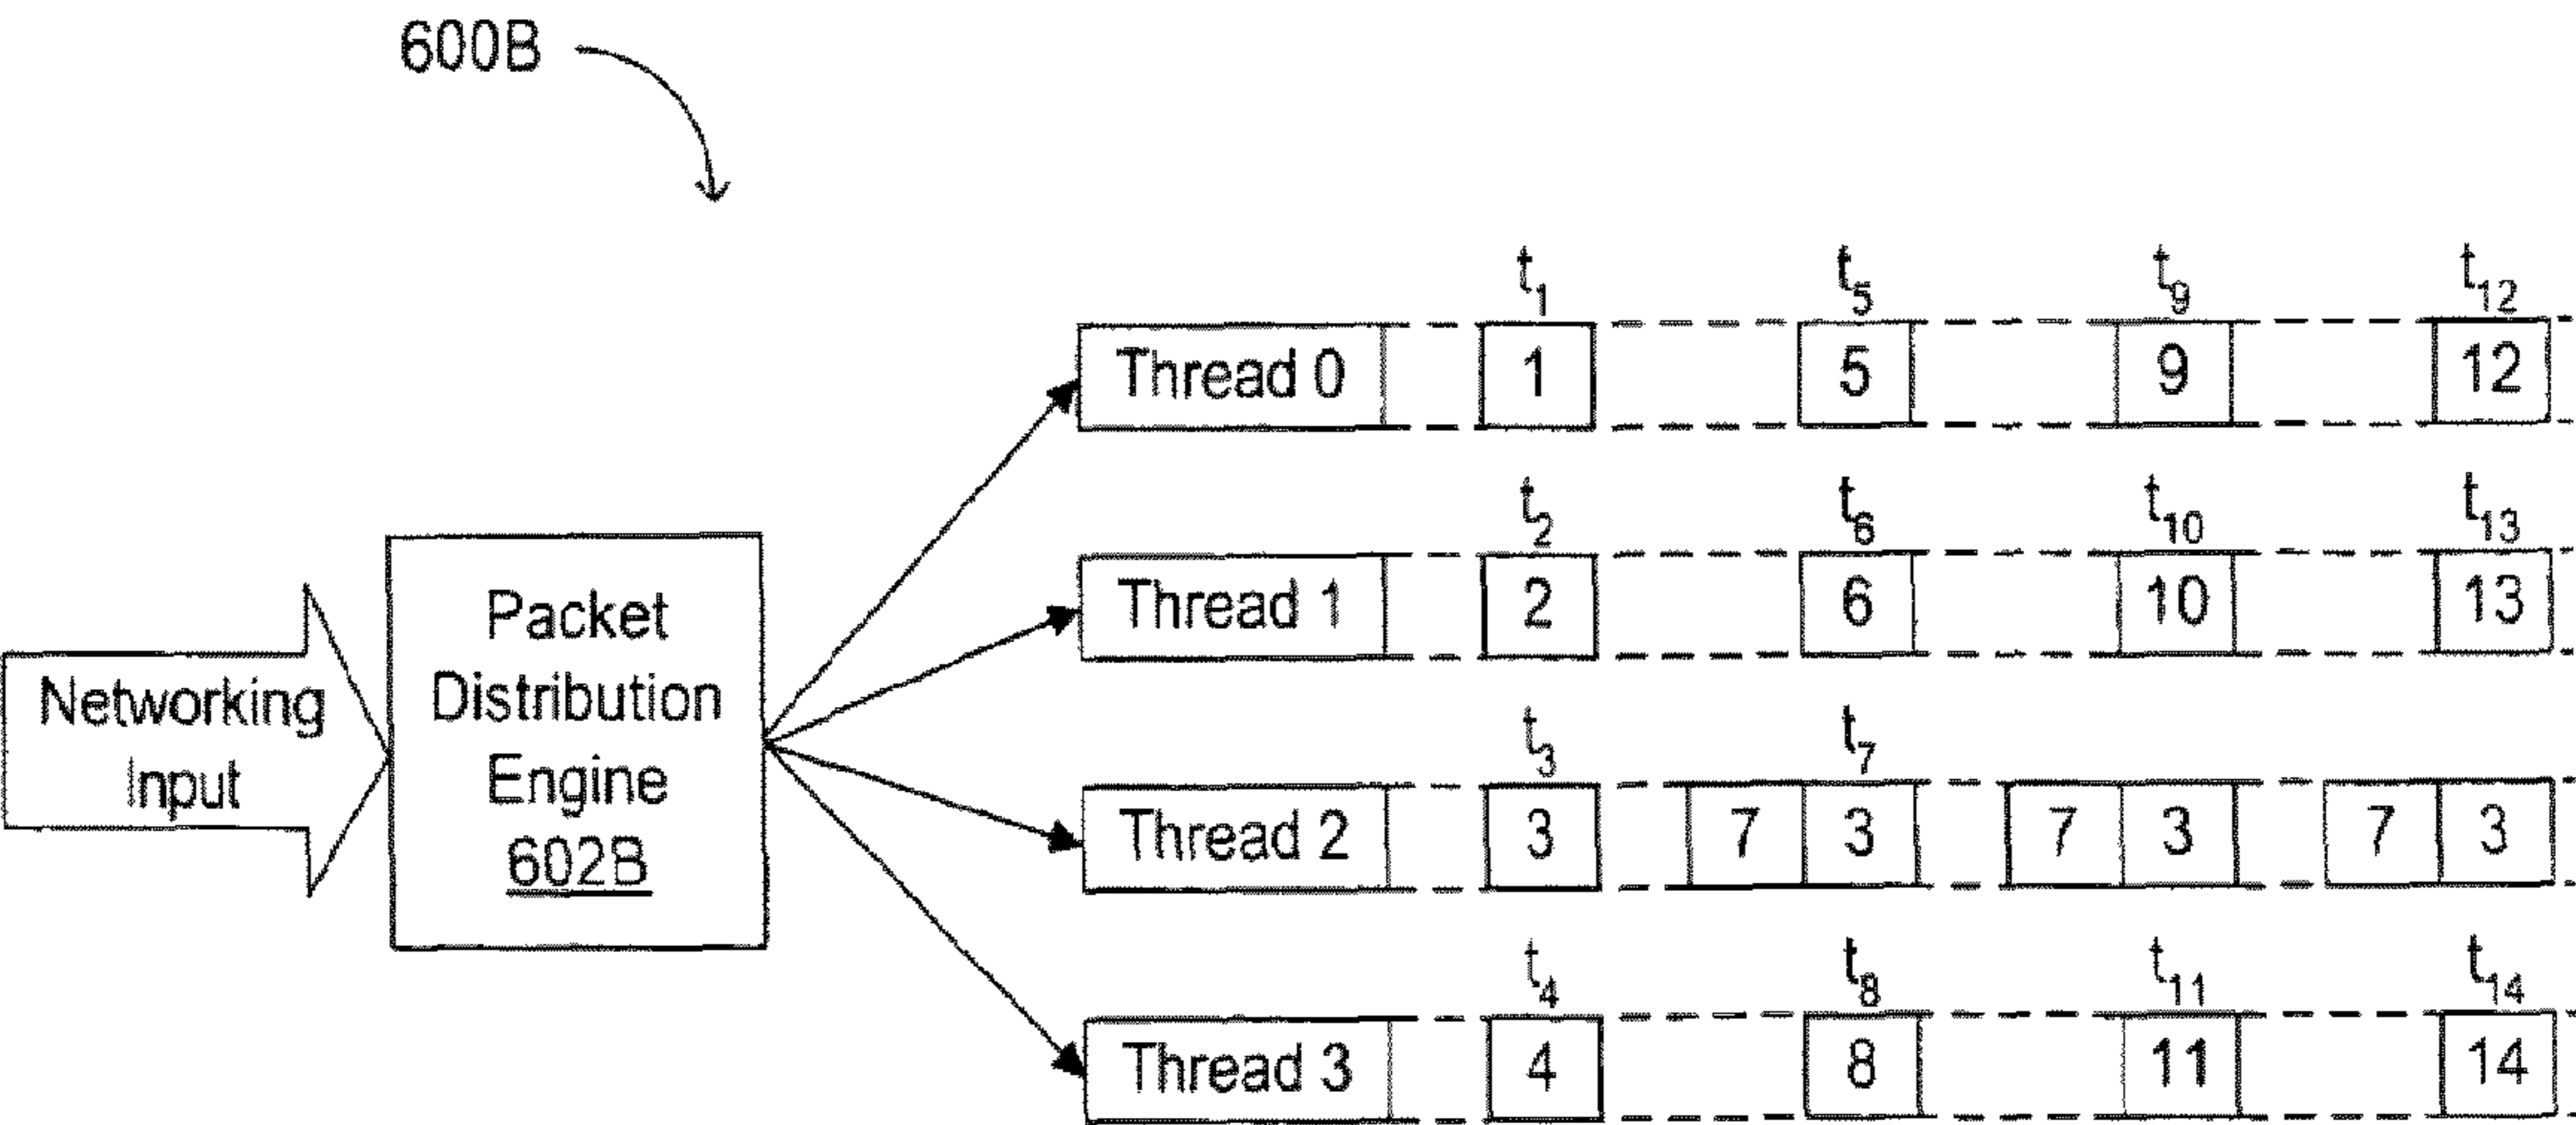 600B
Networking
Input
Packet
Distribution
Engine
602B
t1 t5 t9 t12
Thread 0 1 5 9 12
t2 t6 t10 t13
Thread 1 2 6 10 13
t3 t7
Thread 2 3 7 3 7 3 7 3
t4 t8 t11 t14
Thread 3 4 8 11 14